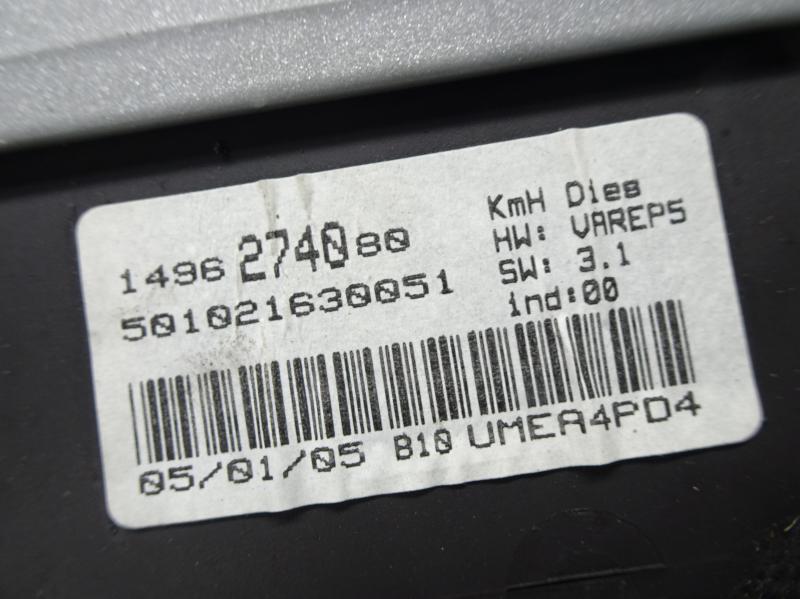 1496 2740 80
501021630051
KmH Dies
HW: VAREP5
SW: 3.1
ind:00
05/01/05 B10 UMEA4PD4